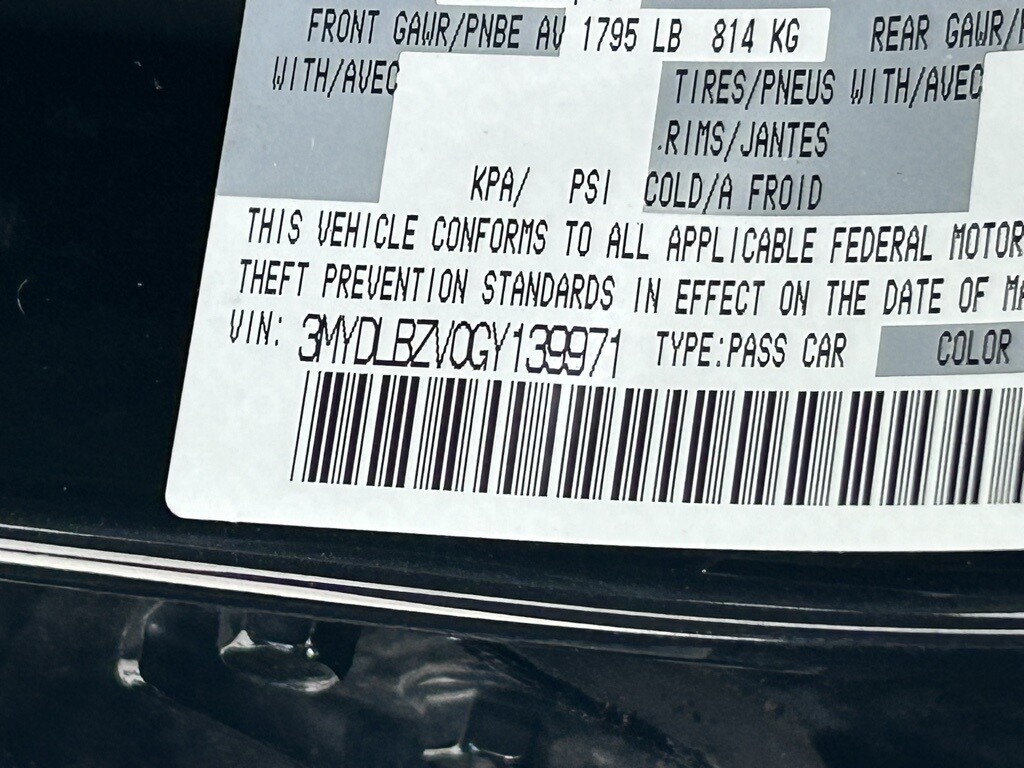 FRONT GAWR/PNBE AV 1795 LB 814 KG REAR GAWR/
WITH/AVEC TIRES/PNEUS WITH/AVEC
RIMS/JANTES
KPA/ PSI COLD/A FROID
THIS VEHICLE CONFORMS TO ALL APPLICABLE FEDERAL MOTOR
THEFT PREVENTION STANDARDS IN EFFECT ON THE DATE OF MA
VIN: 3MYDLBZV0GY139971 TYPE:PASS CAR COLOR